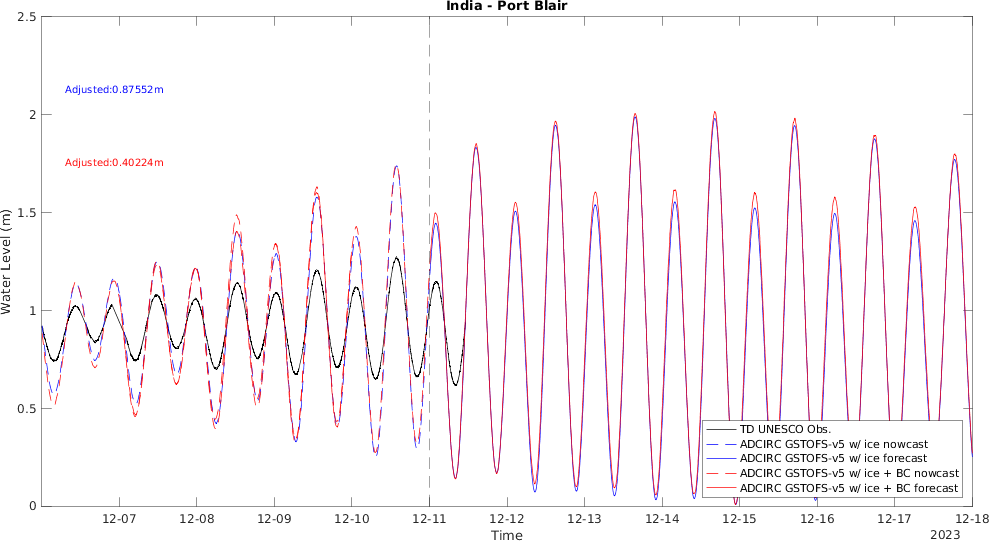 India - Port Blair
2.5
2
1.5
1
0.5
0
Water Level (m)
Adjusted:0.87552m
Adjusted:0.40224m
TD UNESCO Obs.
ADCIRC GSTOFS-v5 w/ ice nowcast
ADCIRC GSTOFS-v5 w/ ice forecast
ADCIRC GSTOFS-v5 w/ ice + BC nowcast
ADCIRC GSTOFS-v5 w/ ice + BC forecast
12-07 12-08 12-09 12-10 12-11 12-12 12-13 12-14 12-15 12-16 12-17 12-18
Time
2023